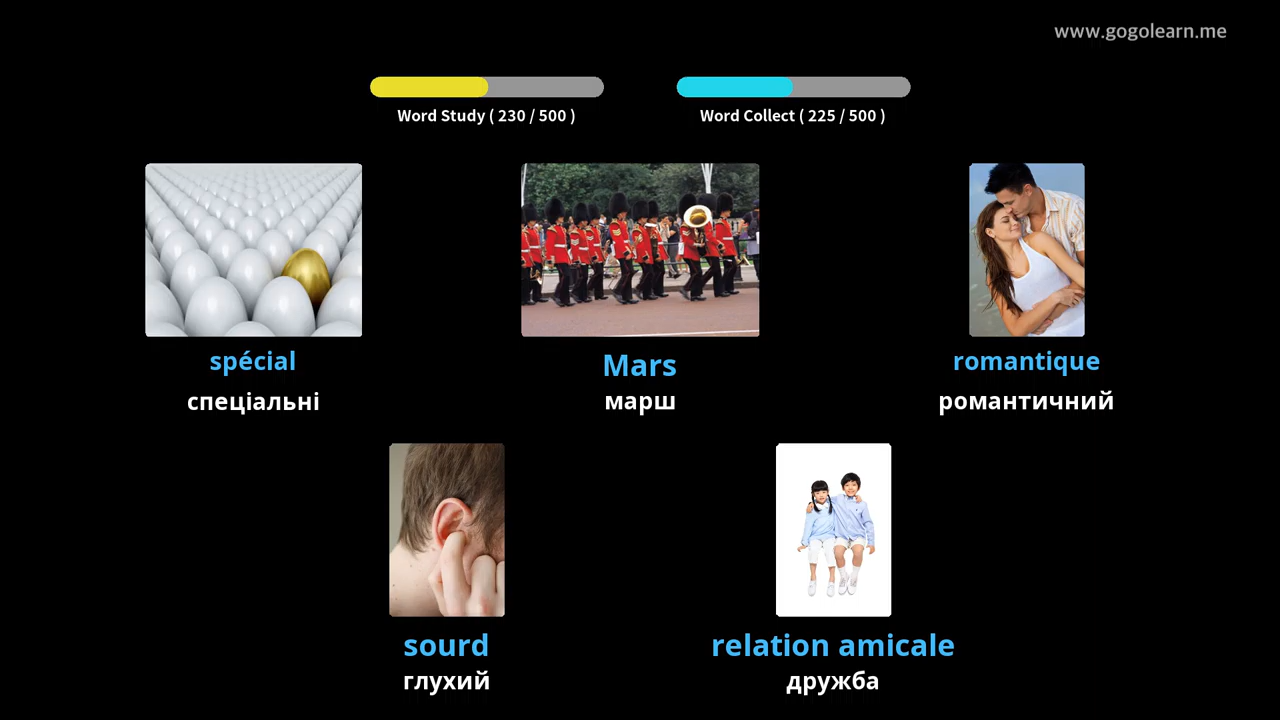 www.gogolearn.me
Word Study ( 230 / 500 )
Word Collect ( 225 / 500 )
spécial
спеціальні
Mars
марш
romantique
романтичний
sourd
глухий
relation amicale
дружба